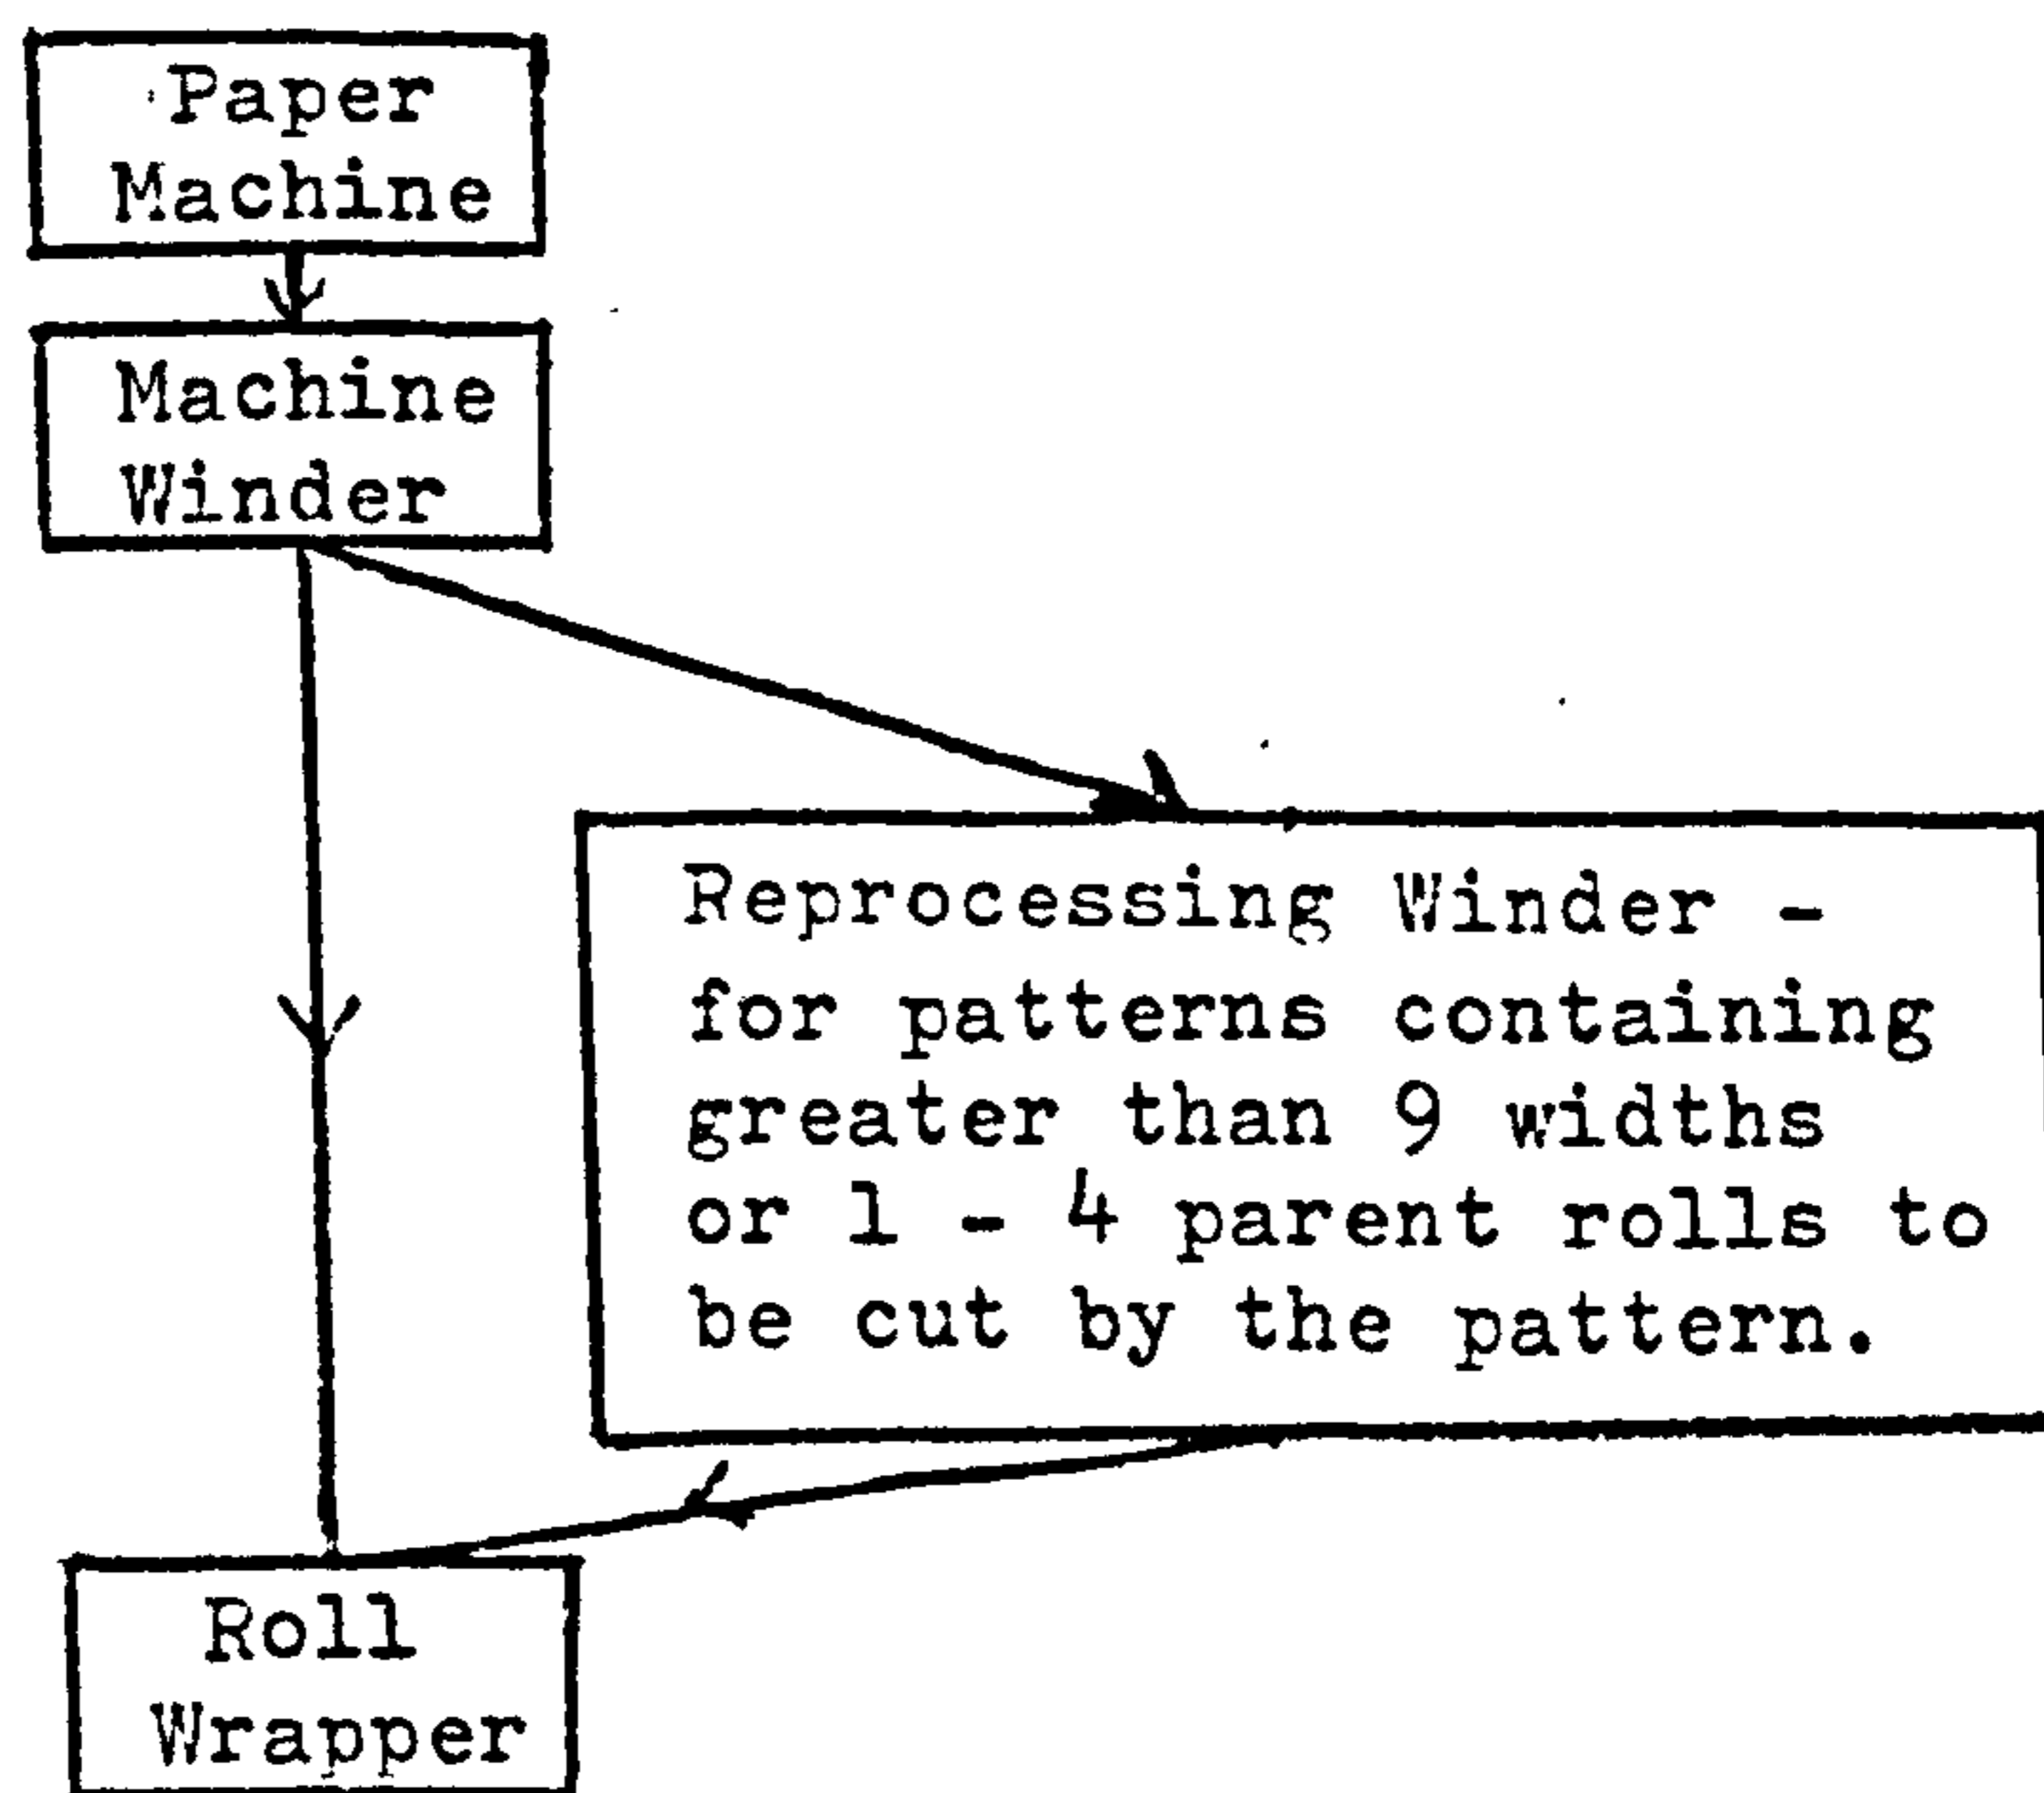 Paper
Machine
Machine
Winder
Reprocessing Winder -
for patterns containing
greater than 9 widths
or 1 - 4 parent rolls to
be cut by the pattern.
Roll
Wrapper